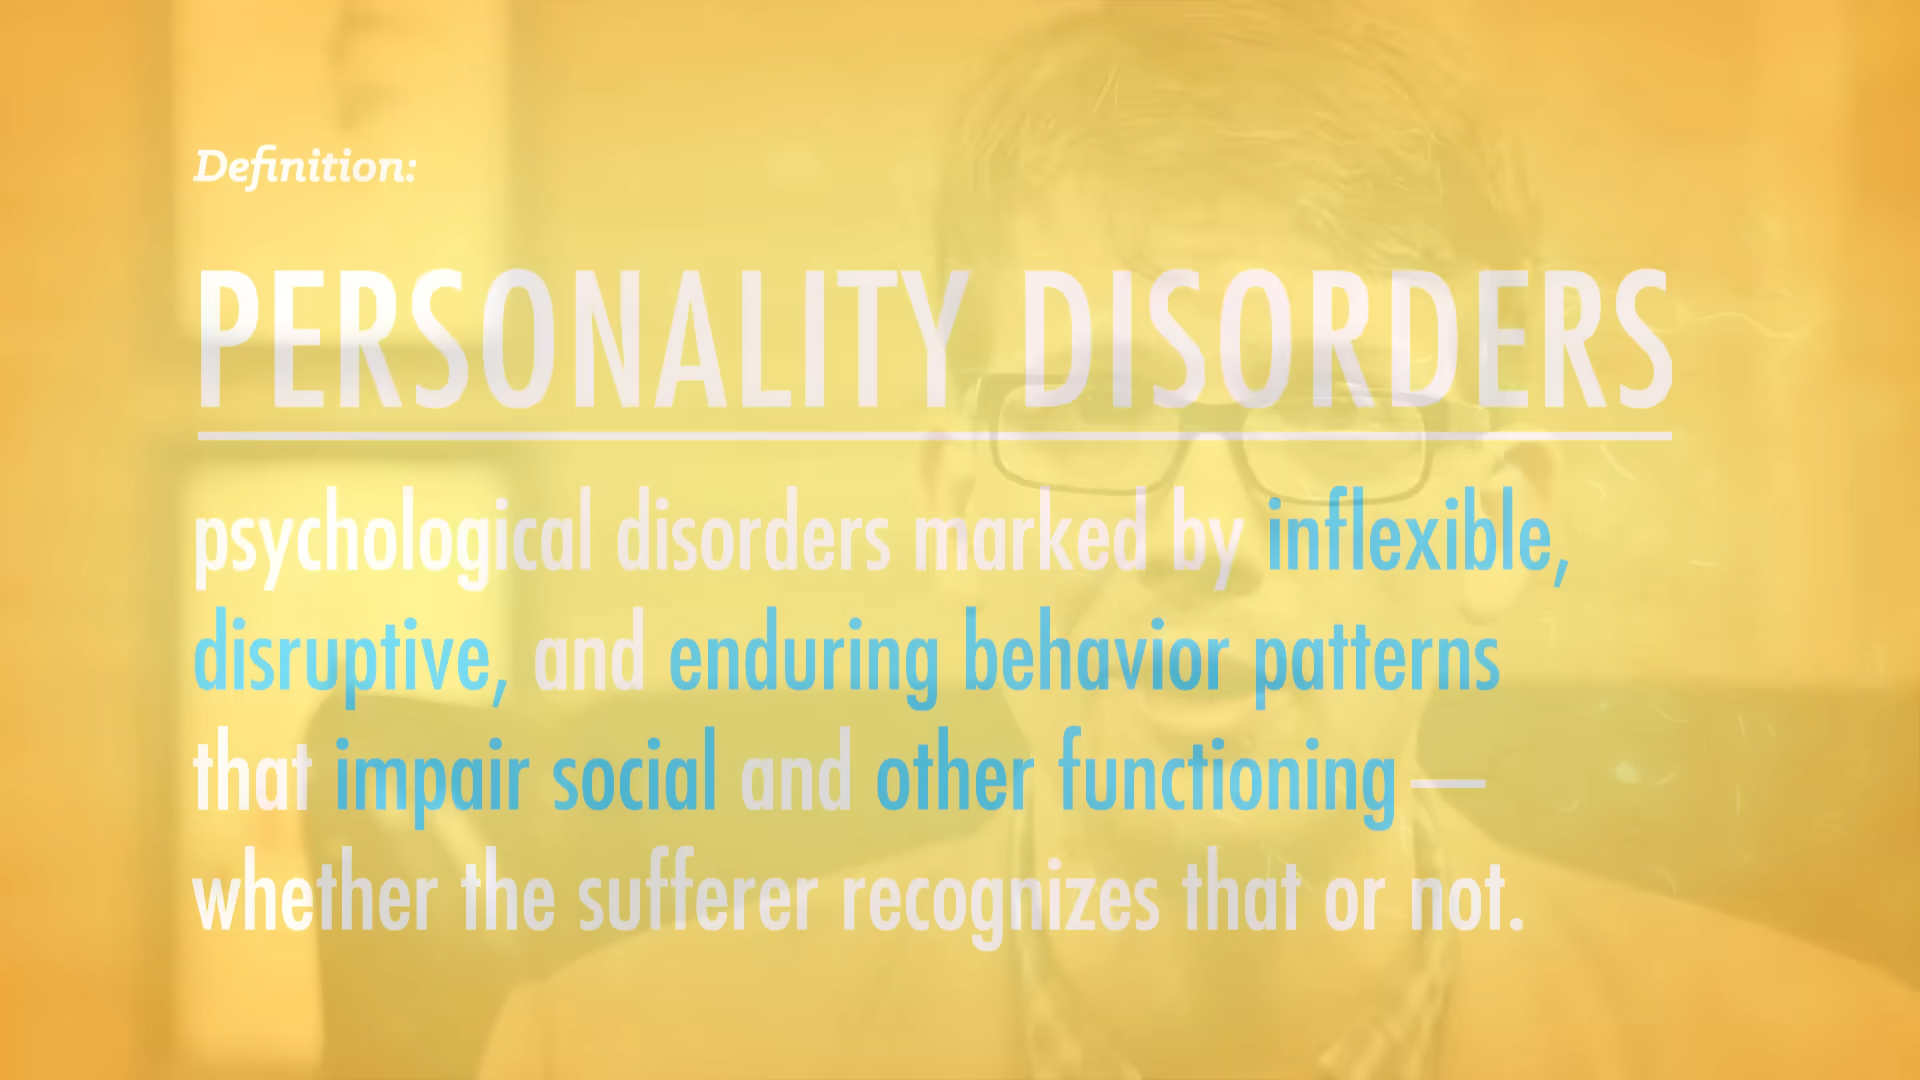 Definition:
PERSONALITY DISORDERS
psychological disorders marked by inflexible,
disruptive, and enduring behavior patterns
that impair social and other functioning —
whether the sufferer recognizes that or not.